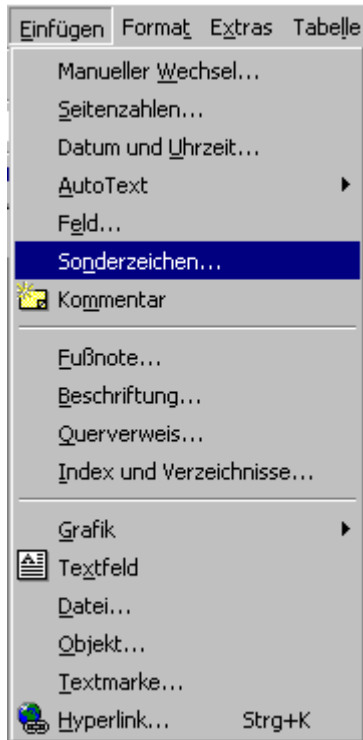 Einfügen Format Extras Tabelle
Manueller Wechsel...
Seitenzahlen...
Datum und Uhrzeit...
AutoText
Feld...
Sonderzeichen...
Kommentar
Fußnote...
Beschriftung...
Querverweis...
Index und Verzeichnisse...
Grafik
Textfeld
Datei...
Objekt...
Textmarke...
Hyperlink... Strg+K